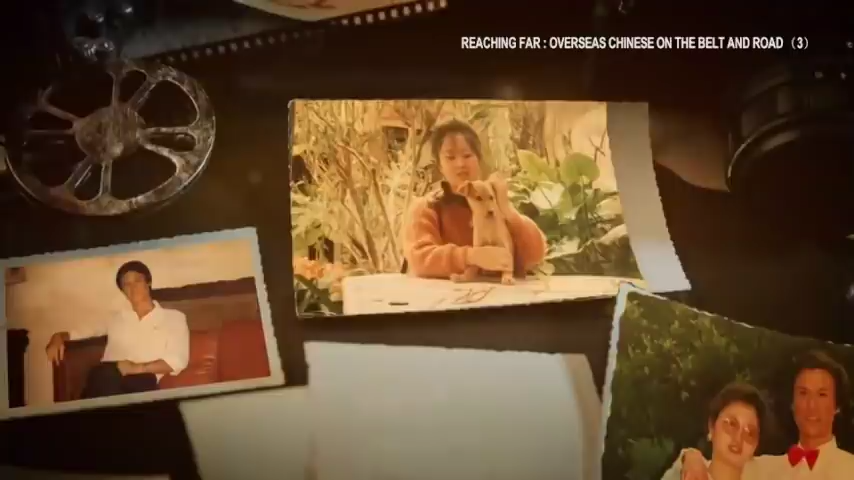 REACHING FAR : OVERSEAS CHINESE ON THE BELT AND ROAD （3）